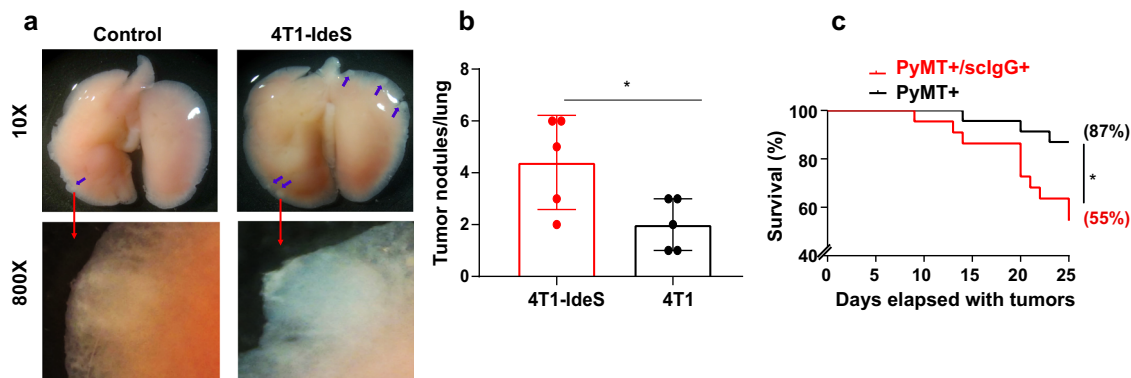 a
Control
4T1-IdeS
10X
800X
b
Tumor nodules/lung
8
6
4
2
0
*
4T1-IdeS
4T1
c
PyMT+/scIgG+
PyMT+
Survival (%)
100
80
60
40
(87%)
*
(55%)
0
5
10
15
20
25
Days elapsed with tumors